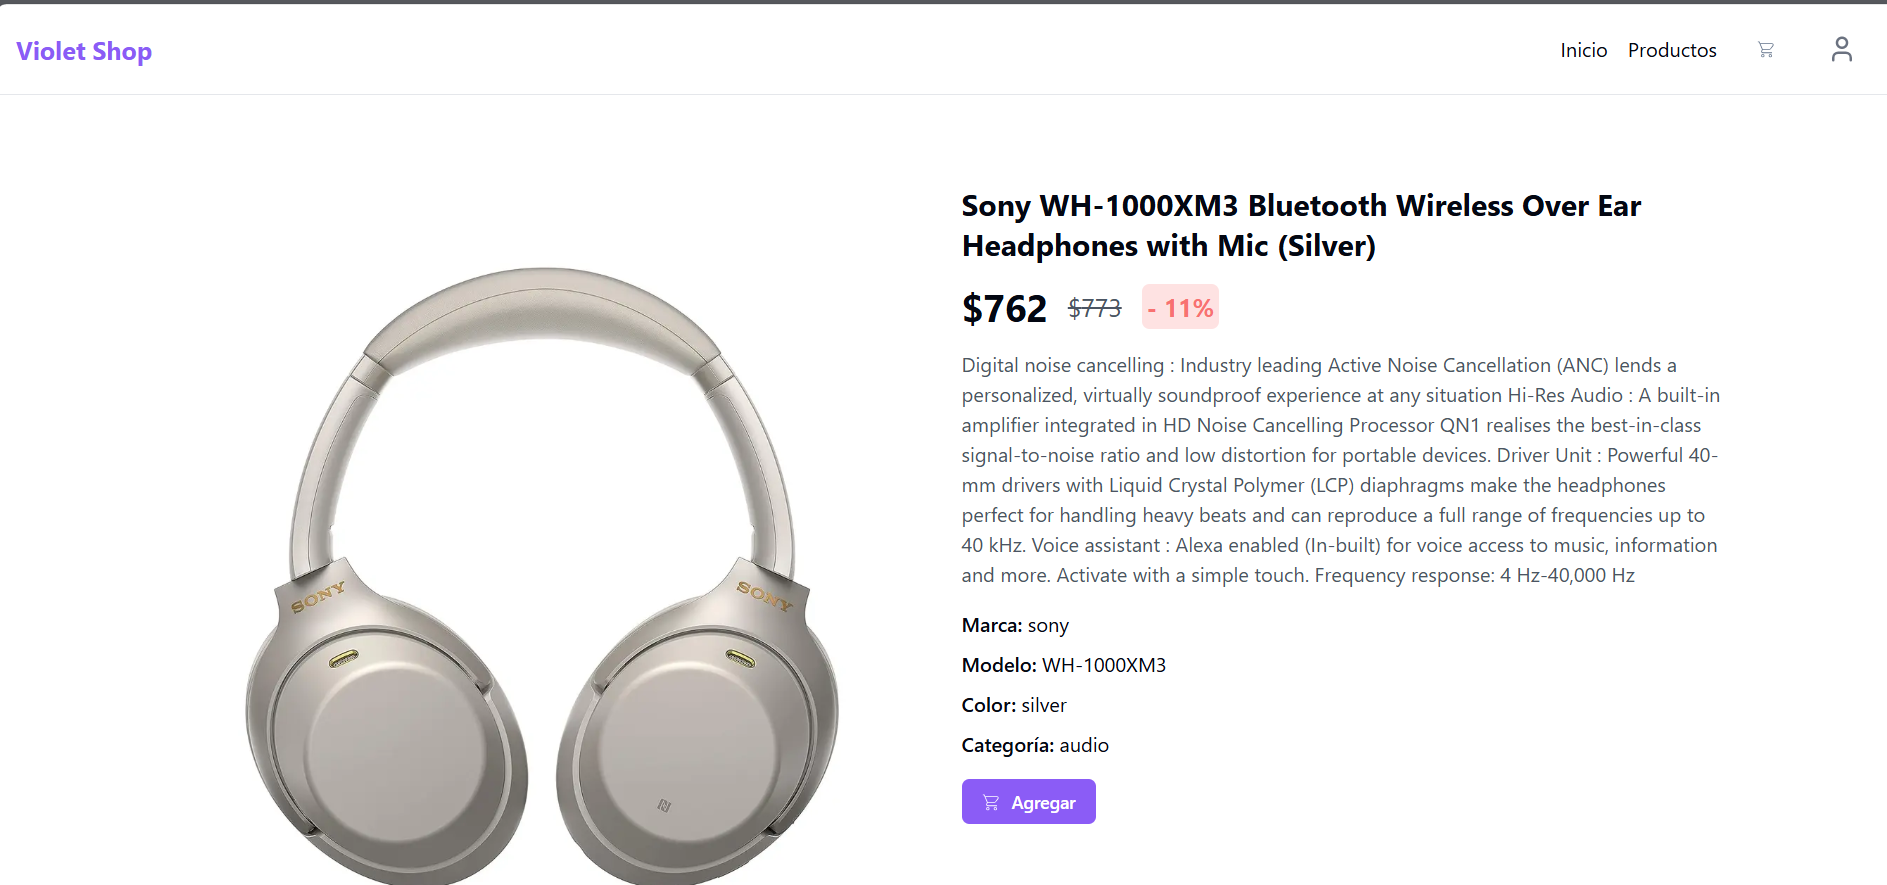 Violet Shop
Inicio Productos
Sony WH-1000XM3 Bluetooth Wireless Over Ear
Headphones with Mic (Silver)
$762 $773 - 11%
Digital noise cancelling : Industry leading Active Noise Cancellation (ANC) lends a
personalized, virtually soundproof experience at any situation Hi-Res Audio : A built-in
amplifier integrated in HD Noise Cancelling Processor QN1 realises the best-in-class
signal-to-noise ratio and low distortion for portable devices. Driver Unit : Powerful 40-
mm drivers with Liquid Crystal Polymer (LCP) diaphragms make the headphones
perfect for handling heavy beats and can reproduce a full range of frequencies up to
40 kHz. Voice assistant : Alexa enabled (In-built) for voice access to music, information
and more. Activate with a simple touch. Frequency response: 4 Hz-40,000 Hz
SONY
SONY
Marca: sony
Modelo: WH-1000XM3
Color: silver
Categoría: audio
Agregar